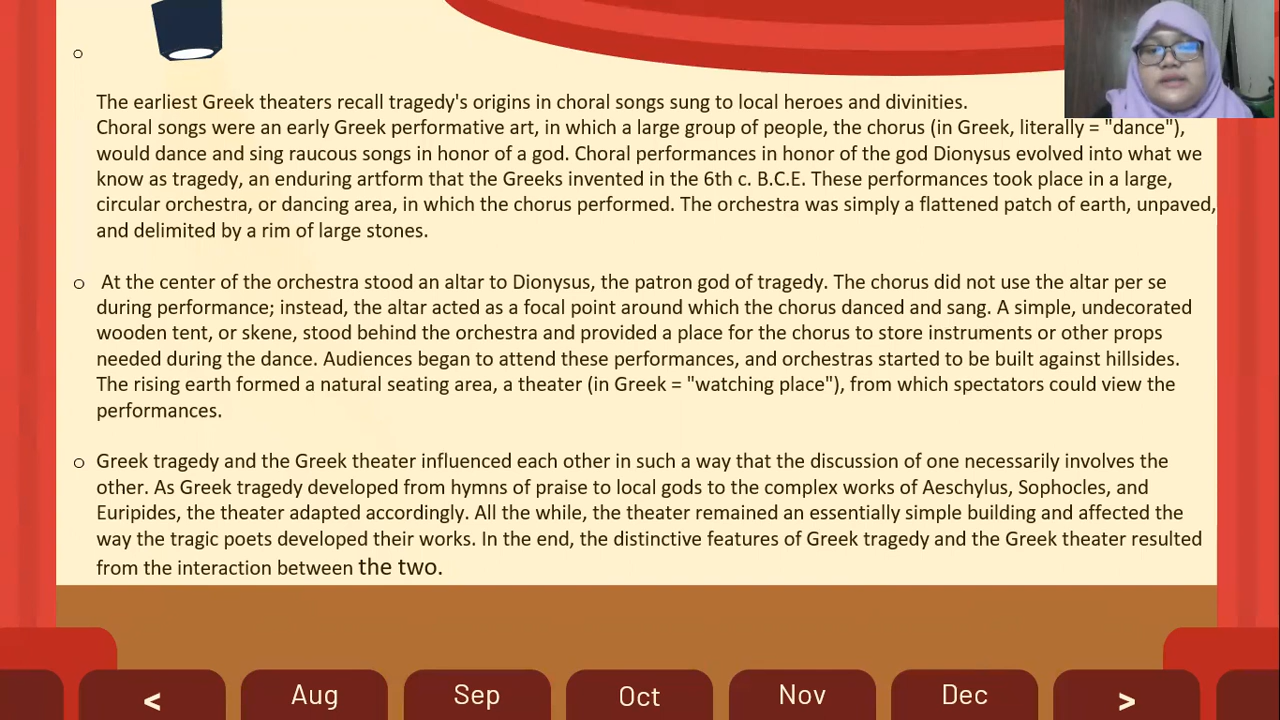 The earliest Greek theaters recall tragedy's origins in choral songs sung to local heroes and divinities.
Choral songs were an early Greek performative art, in which a large group of people, the chorus (in Greek, literally = "dance"),
would dance and sing raucous songs in honor of a god. Choral performances in honor of the god Dionysus evolved into what we
know as tragedy, an enduring artform that the Greeks invented in the 6th c. B.C.E. These performances took place in a large,
circular orchestra, or dancing area, in which the chorus performed. The orchestra was simply a flattened patch of earth, unpaved,
and delimited by a rim of large stones.
At the center of the orchestra stood an altar to Dionysus, the patron god of tragedy. The chorus did not use the altar per se
during performance; instead, the altar acted as a focal point around which the chorus danced and sang. A simple, undecorated
wooden tent, or skene, stood behind the orchestra and provided a place for the chorus to store instruments or other props
needed during the dance. Audiences began to attend these performances, and orchestras started to be built against hillsides.
The rising earth formed a natural seating area, a theater (in Greek = "watching place"), from which spectators could view the
performances.
Greek tragedy and the Greek theater influenced each other in such a way that the discussion of one necessarily involves the
other. As Greek tragedy developed from hymns of praise to local gods to the complex works of Aeschylus, Sophocles, and
Euripides, the theater adapted accordingly. All the while, the theater remained an essentially simple building and affected the
way the tragic poets developed their works. In the end, the distinctive features of Greek tragedy and the Greek theater resulted
from the interaction between the two.
< Aug Sep Oct Nov Dec >